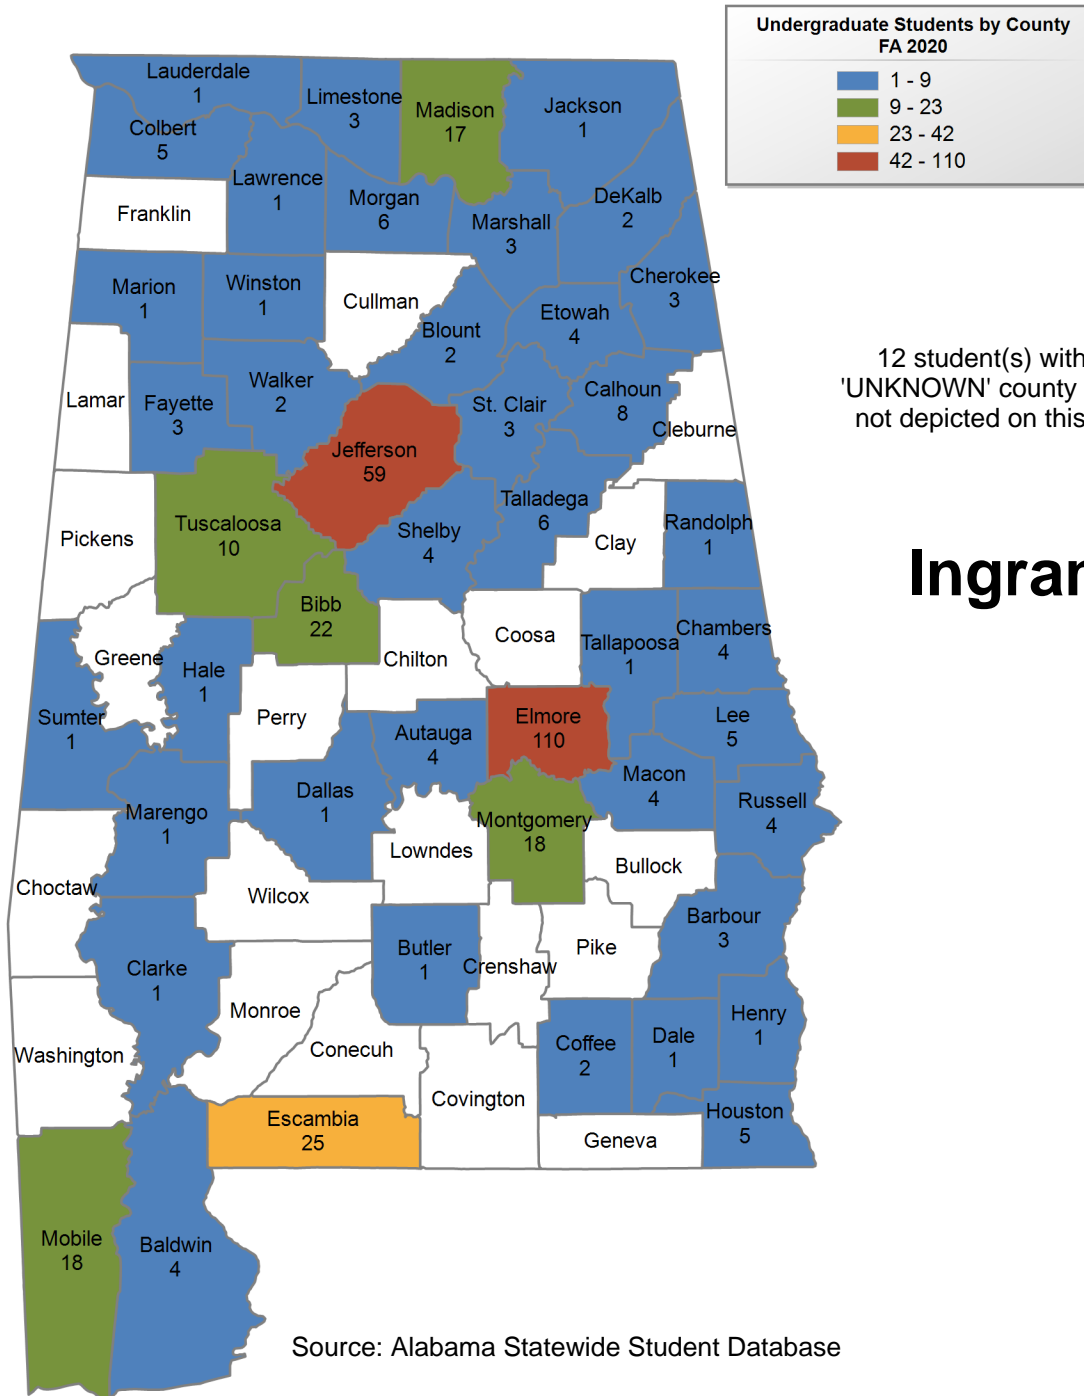 Undergraduate Students by County
FA 2020
1 - 9
9 - 23
23 - 42
42 - 110
Lauderdale
1
Limestone
3
Madison
17
Jackson
1
Colbert
5
Lawrence
1
Morgan
6
DeKalb
2
Franklin
Marshall
3
Cherokee
3
Marion
1
Winston
1
Cullman
Blount
2
Etowah
4
12 student(s) with
'UNKNOWN' county
not depicted on this
Lamar
Fayette
3
Walker
2
St. Clair
3
Calhoun
8
Cleburne
Jefferson
59
Talladega
6
Pickens
Tuscaloosa
10
Shelby
4
Clay
Randolph
1
Ingran
Bibb
22
Coosa
Tallapoosa
1
Chambers
4
Greene
Hale
1
Chilton
Sumter
1
Perry
Autauga
4
Elmore
110
Lee
5
Macon
4
Dallas
1
Russell
4
Marengo
1
Montgomery
18
Lowndes
Bullock
Choctaw
Wilcox
Barbour
3
Clarke
1
Butler
1
Crenshaw
Pike
Monroe
Henry
1
Washington
Conecuh
Coffee
2
Dale
1
Covington
Escambia
25
Geneva
Houston
5
Mobile
18
Baldwin
4
Source: Alabama Statewide Student Database